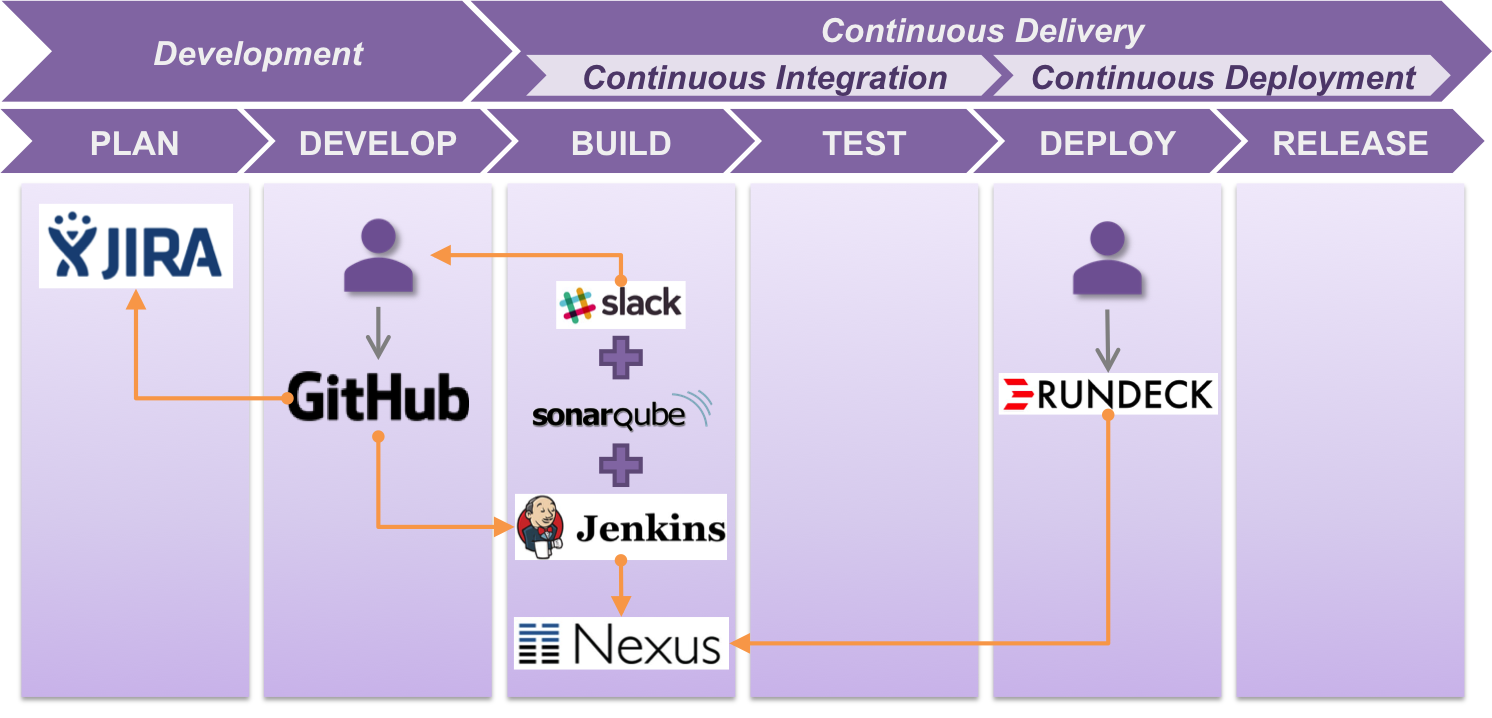 Development
Continuous Delivery
Continuous Integration
Continuous Deployment
PLAN
DEVELOP
BUILD
TEST
DEPLOY
RELEASE
JIRA
GitHub
slack
sonarqube
Jenkins
Nexus
RUNDECK